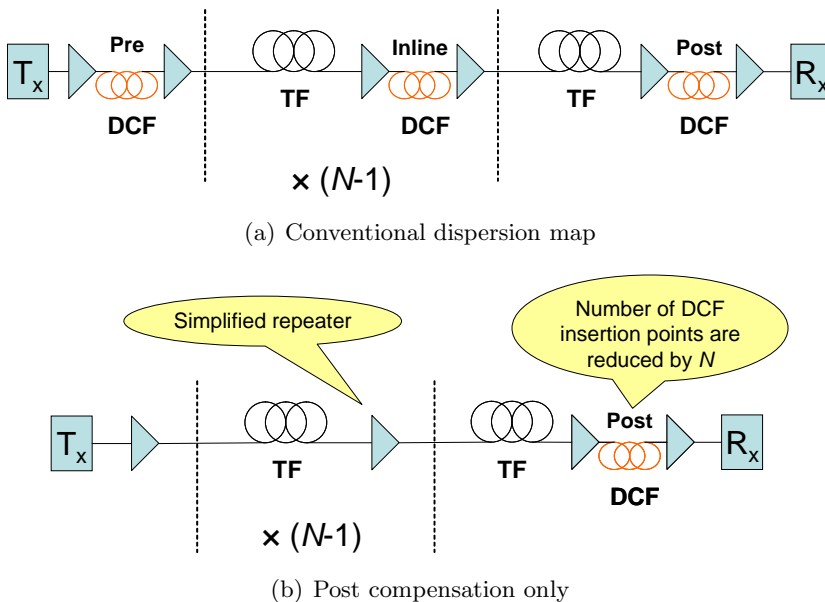 Pre
Inline
Post
Tx
Rx
DCF
TF
DCF
TF
DCF
× (N-1)
(a) Conventional dispersion map
Simplified repeater
Number of DCF
insertion points are
reduced by N
Post
Tx
Rx
TF
TF
DCF
× (N-1)
(b) Post compensation only